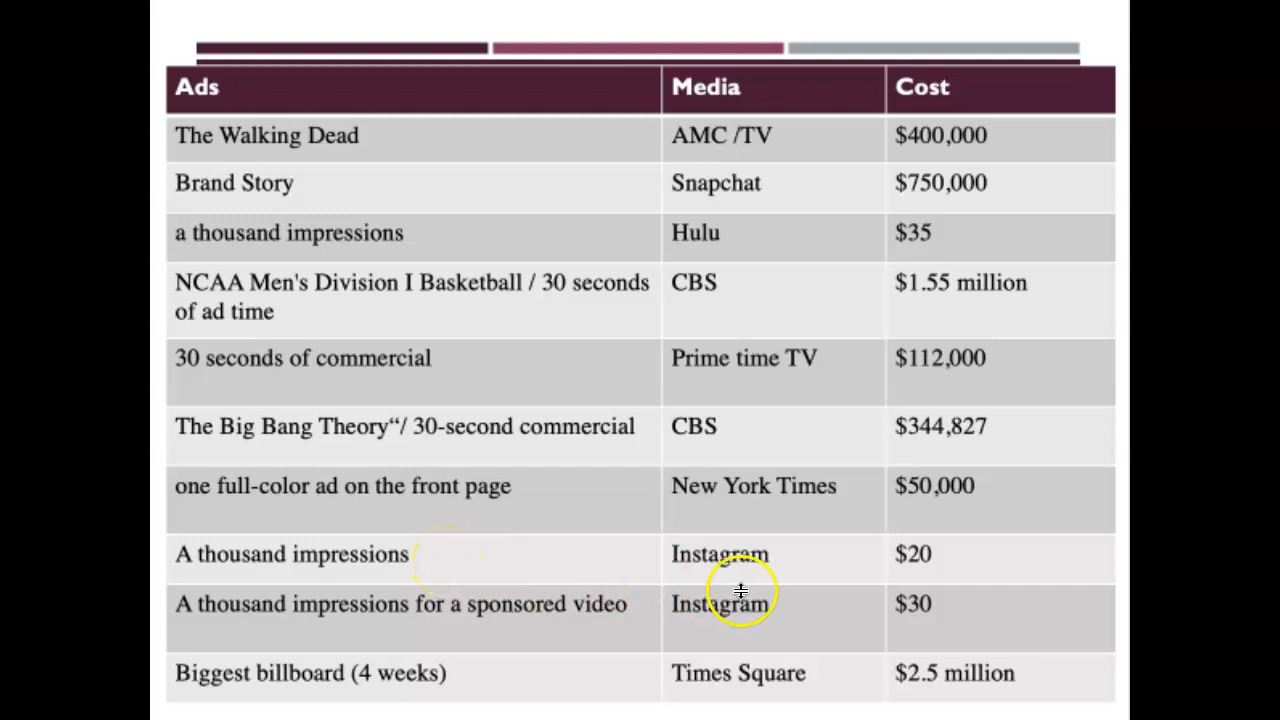 Ads Media Cost
The Walking Dead AMC /TV $400,000
Brand Story Snapchat $750,000
a thousand impressions Hulu $35
NCAA Men's Division I Basketball / 30 seconds CBS $1.55 million
of ad time
30 seconds of commercial Prime time TV $112,000
The Big Bang Theory“/ 30-second commercial CBS $344,827
one full-color ad on the front page New York Times $50,000
A thousand impressions Instagram $20
A thousand impressions for a sponsored video Instagram $30
Biggest billboard (4 weeks) Times Square $2.5 million